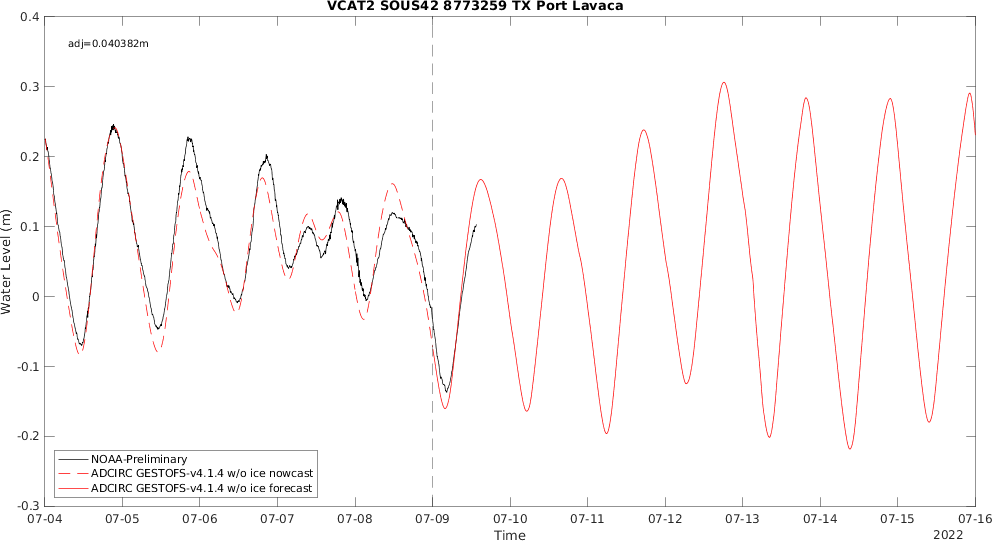 VCAT2 SOUS42 8773259 TX Port Lavaca
adj=0.040382m
0.4
0.3
0.2
0.1
0
-0.1
-0.2
-0.3
Water Level (m)
NOAA-Preliminary
ADCIRC GESTOFS-v4.1.4 w/o ice nowcast
ADCIRC GESTOFS-v4.1.4 w/o ice forecast
07-04 07-05 07-06 07-07 07-08 07-09 07-10 07-11 07-12 07-13 07-14 07-15 07-16
Time
2022